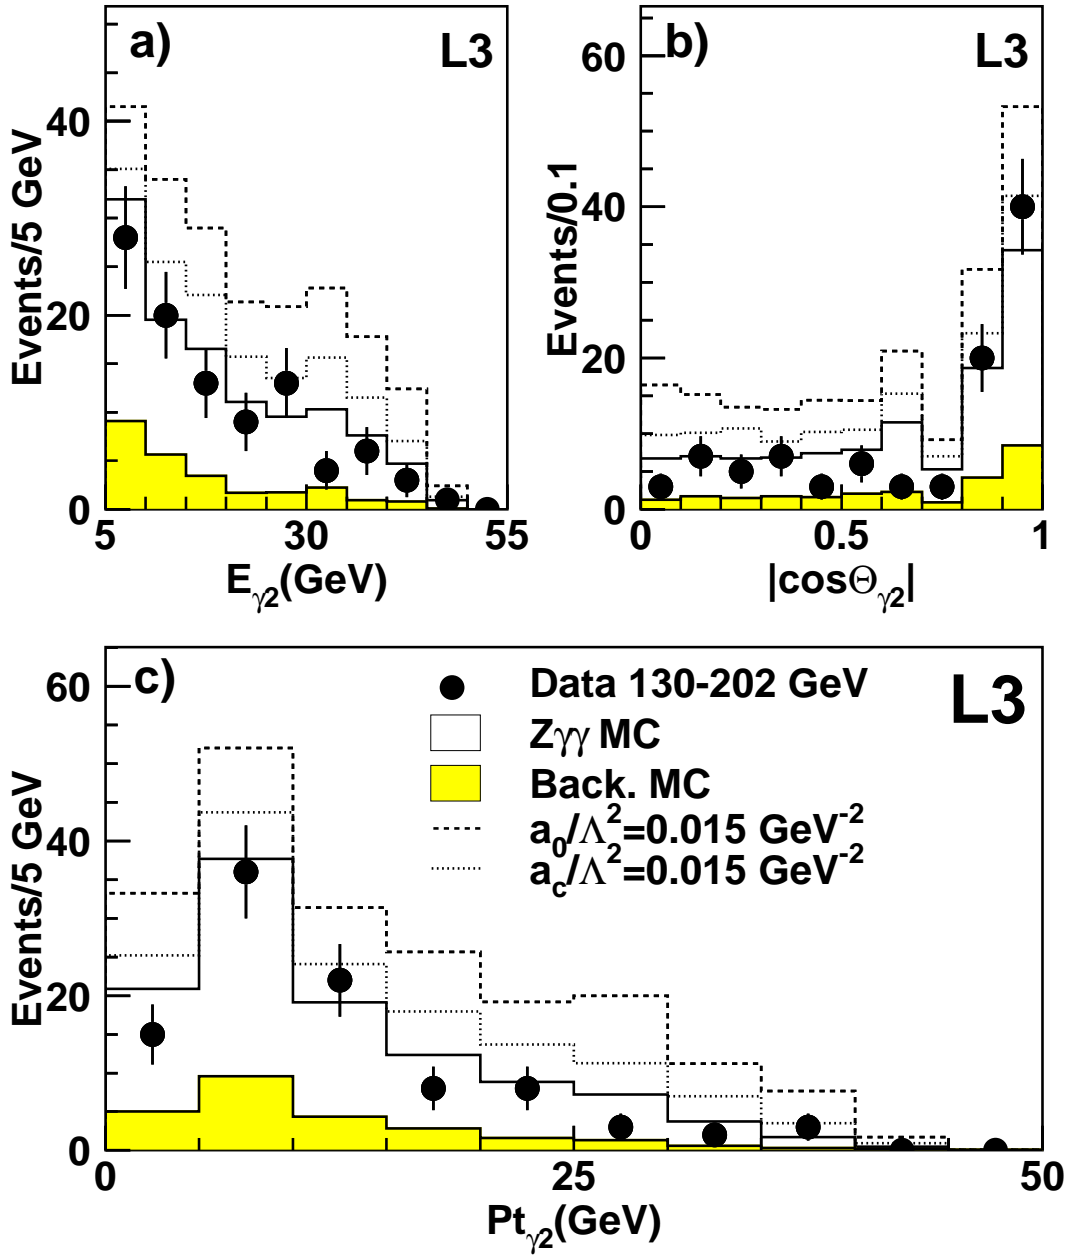 a)
L3
Events/5 GeV
40
20
0
5
30
55
E_γ2(GeV)
b)
L3
Events/0.1
60
40
20
0
0
0.5
1
|cosΘ_γ2|
c)
L3
Data 130-202 GeV
Zγγ MC
Back. MC
a_0/Λ^2=0.015 GeV^-2
a_c/Λ^2=0.015 GeV^-2
Events/5 GeV
60
40
20
0
0
25
50
Pt_γ2(GeV)